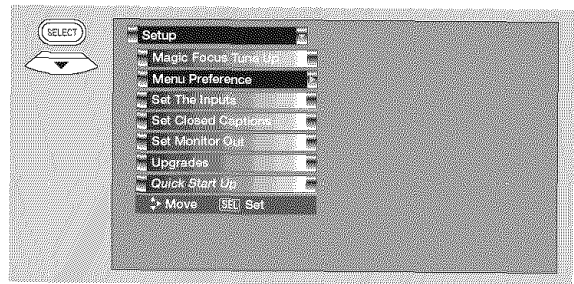 SELECT
Setup
Magic Focus Tune Up
Menu Preference
Set The Inputs
Set Closed Captions
Set Monitor Out
Upgrades
Quick Start Up
Move SEL Set